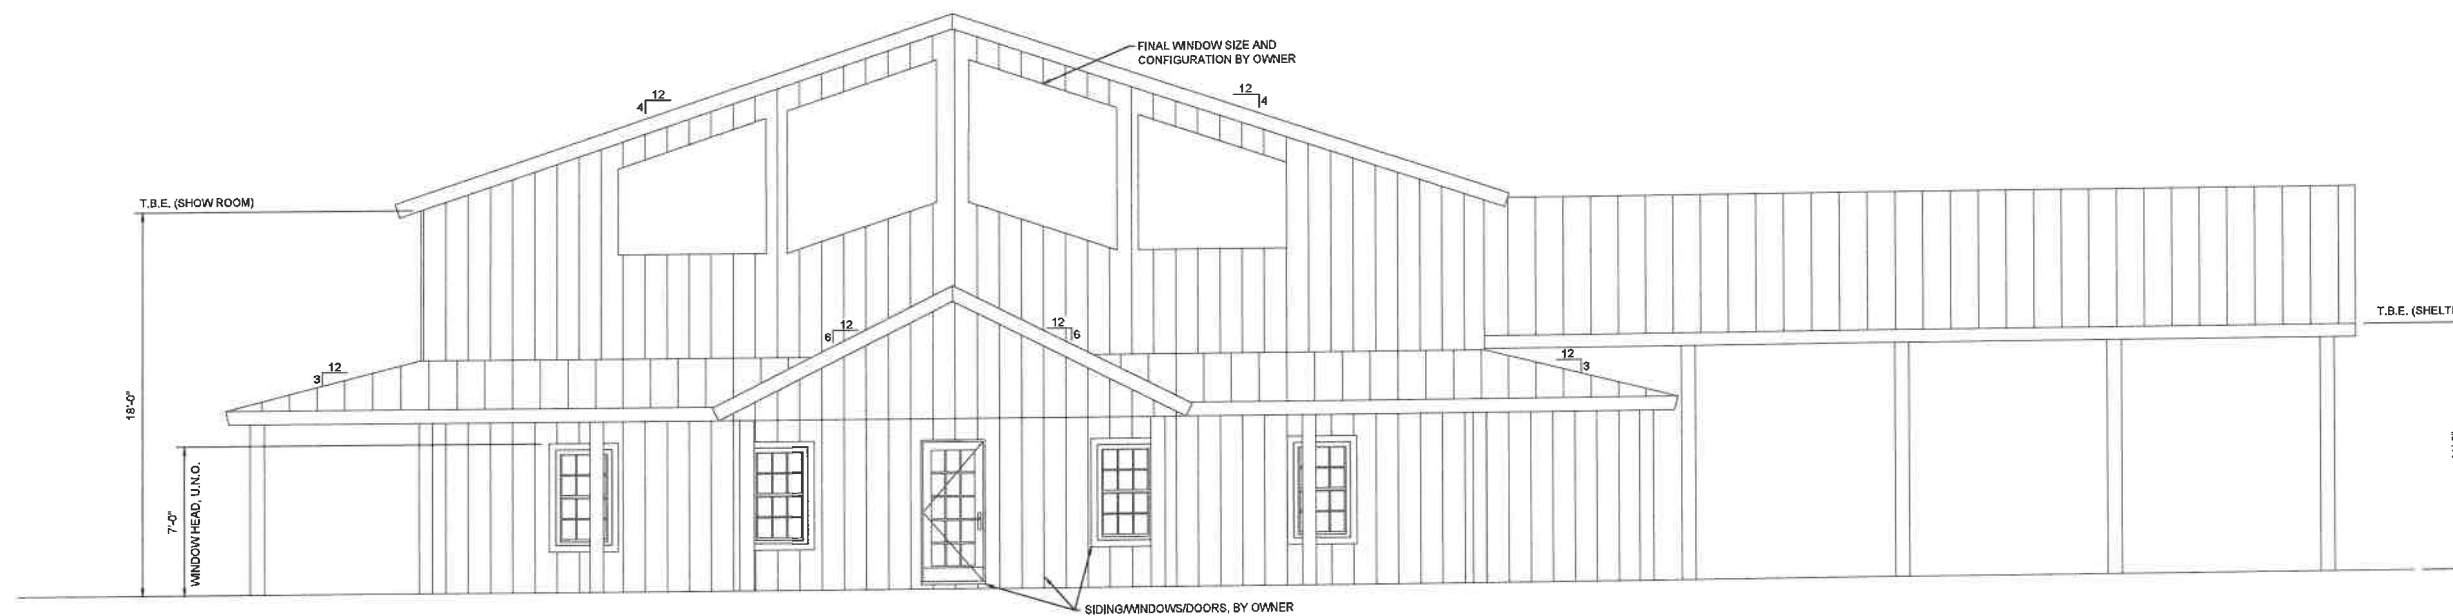 FINAL WINDOW SIZE AND
CONFIGURATION BY OWNER
12
4
12
4
T.B.E. (SHOW ROOM)
T.B.E. (SHELT
12
6
12
6
12
3
12
3
18'-0"
7'-0"
WINDOW HEAD, U.N.O.
SIDING/WINDOWS/DOORS, BY OWNER